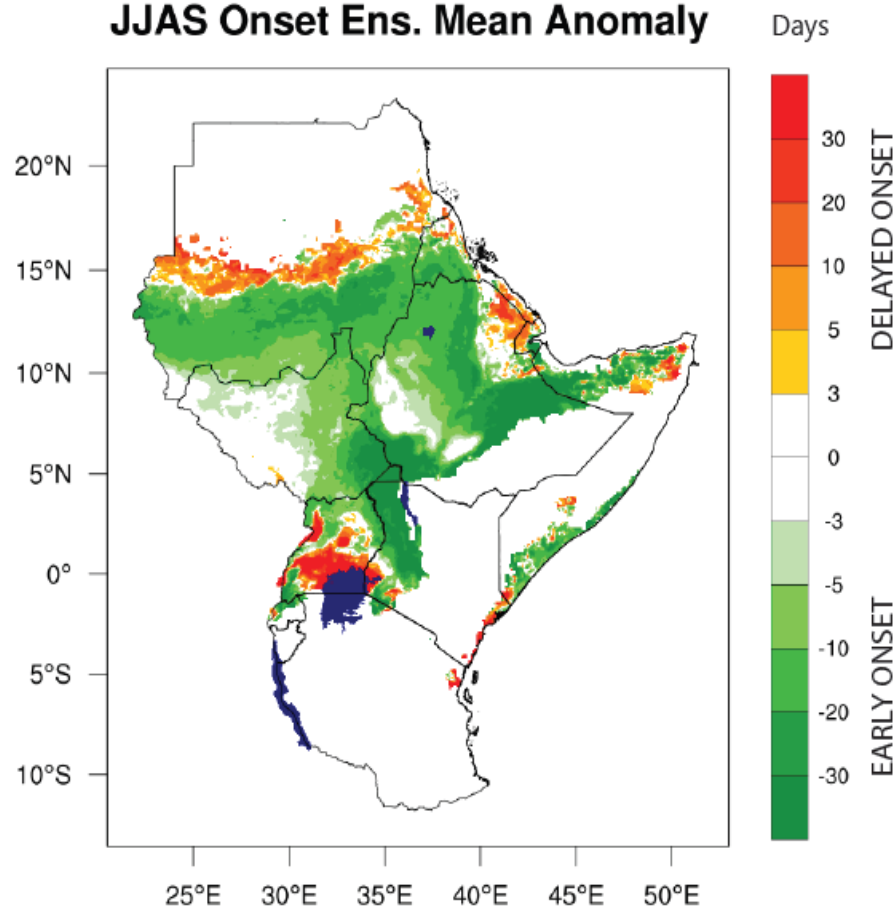 JJAS Onset Ens. Mean Anomaly
Days
20°N
15°N
10°N
5°N
0°
5°S
10°S
25°E 30°E 35°E 40°E 45°E 50°E
30
20
10
5
3
0
-3
-5
-10
-20
-30
DELAYED ONSET
EARLY ONSET